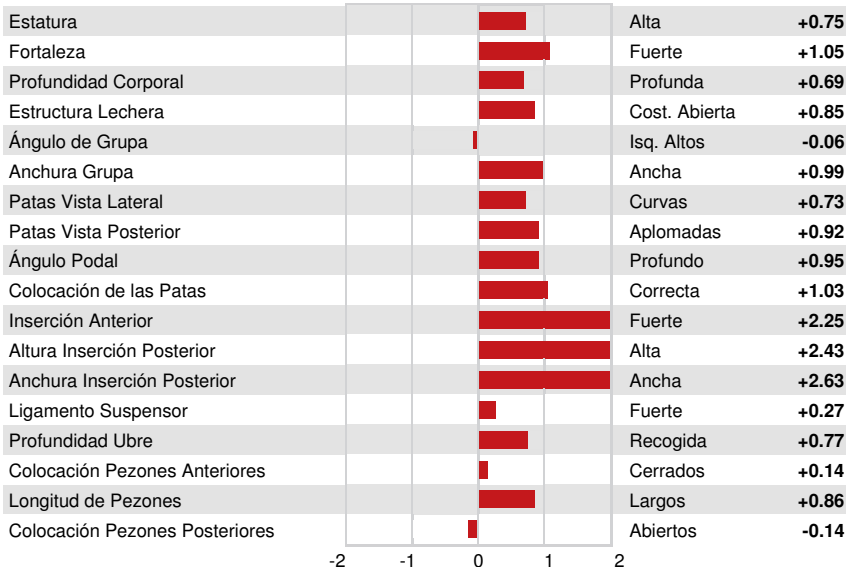 Estatura Alta +0.75
Fortaleza Fuerte +1.05
Profundidad Corporal Profunda +0.69
Estructura Lechera Cost. Abierta +0.85
Ángulo de Grupa Isq. Altos -0.06
Anchura Grupa Ancha +0.99
Patas Vista Lateral Curvas +0.73
Patas Vista Posterior Aplomadas +0.92
Ángulo Podal Profundo +0.95
Colocación de las Patas Correcta +1.03
Inserción Anterior Fuerte +2.25
Altura Inserción Posterior Alta +2.43
Anchura Inserción Posterior Ancha +2.63
Ligamento Suspensor Fuerte +0.27
Profundidad Ubre Recogida +0.77
Colocación Pezones Anteriores Cerrados +0.14
Longitud de Pezones Largos +0.86
Colocación Pezones Posteriores Abiertos -0.14
-2 -1 0 1 2